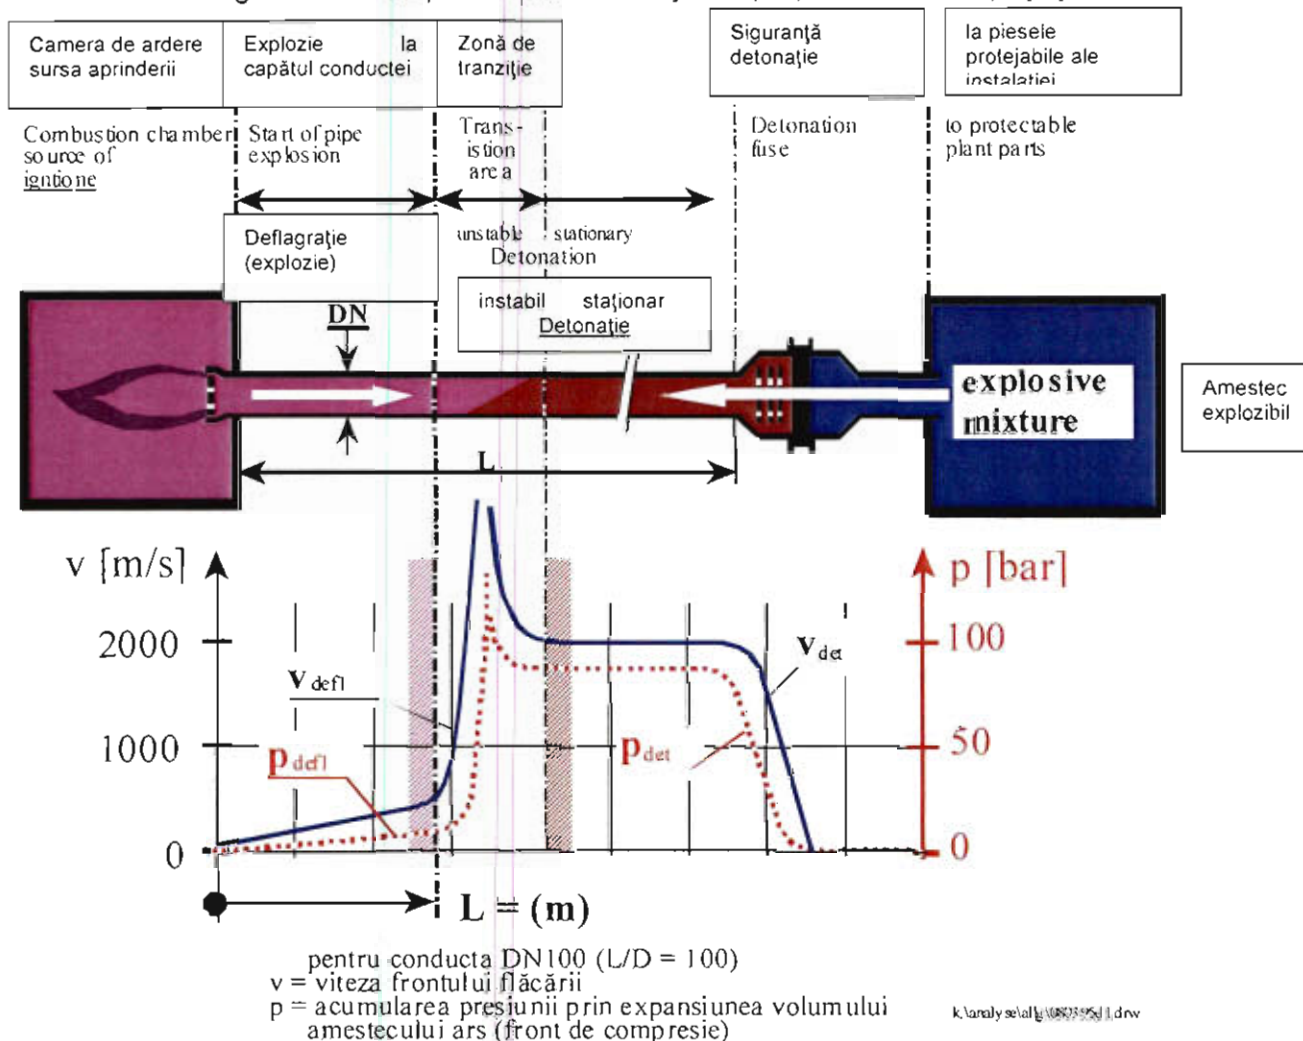 Camera de ardere
sursa aprinderii
Explozie la
capătul conductei
Zonă de
tranziţie
Siguranţă
detonaţie
la piesele
protejabile ale
instalatiei
Combustion chamber
source of
igntione
Start of pipe
explosion
Trans-
istion
area
Detonation
fuse
to protectable
plant parts
Deflagraţie
(explozie)
unstable stationary
Detonation
instabil staţionar
Detonaţie
DN
explosive
mixture
Amestec
explozibil
L
v [m/s]
p [bar]
2000
100
v det
v defl
1000
50
p defl
p det
0
0
L = (m)
pentru conducta DN100 (L/D = 100)
v = viteza frontului flăcării
p = acumularea presiunii prin expansiunea volumului
amestecului ars (front de compresie)